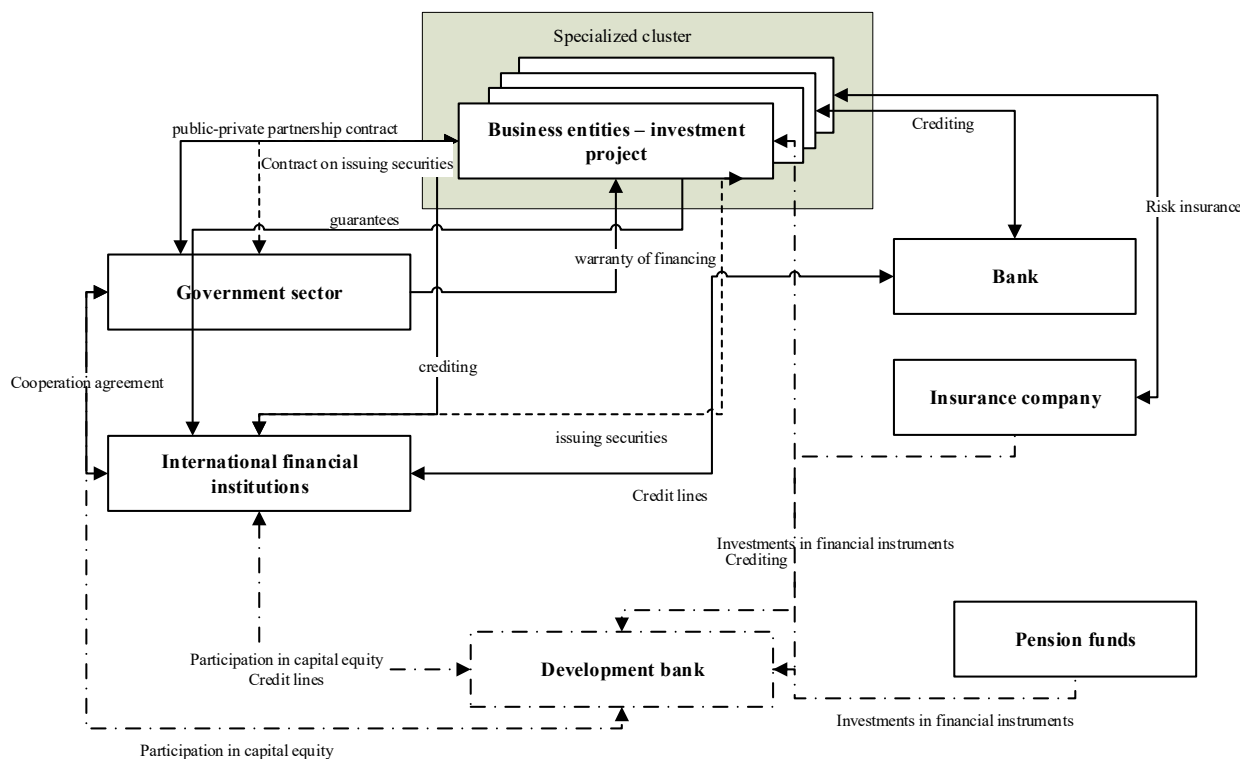 Specialized cluster
Business entities – investment
project
public-private partnership contract
Contract on issuing securities
Crediting
Risk insurance
guarantees
warranty of financing
Government sector
Bank
crediting
Cooperation agreement
Insurance company
issuing securities
International financial
institutions
Credit lines
Investments in financial instruments
Crediting
Pension funds
Participation in capital equity
Credit lines
Development bank
Investments in financial instruments
Participation in capital equity